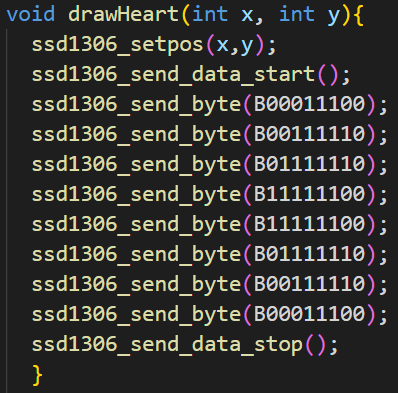 void drawHeart(int x, int y){
ssd1306_setpos(x,y);
ssd1306_send_data_start();
ssd1306_send_byte(B00011100);
ssd1306_send_byte(B00111110);
ssd1306_send_byte(B01111110);
ssd1306_send_byte(B11111100);
ssd1306_send_byte(B11111100);
ssd1306_send_byte(B01111110);
ssd1306_send_byte(B00111110);
ssd1306_send_byte(B00011100);
ssd1306_send_data_stop();
}